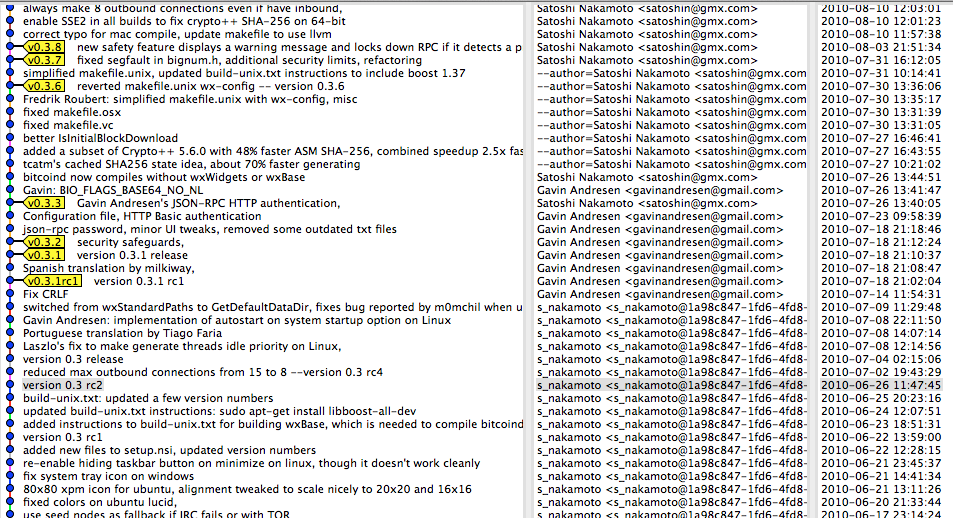 always make 8 outbound connections even if have inbound, Satoshi Nakamoto <satoshin@gmx.com> 2010-08-10 12:03:01
enable SSE2 in all builds to fix crypto++ SHA-256 on 64-bit Satoshi Nakamoto <satoshin@gmx.com> 2010-08-10 12:01:23
correct typo for mac compile, update makefile to use llvm Satoshi Nakamoto <satoshin@gmx.com> 2010-08-10 11:57:38
v0.3.8 new safety feature displays a warning message and locks down RPC if it detects a p Satoshi Nakamoto <satoshin@gmx.com> 2010-08-03 21:51:34
v0.3.7 fixed segfault in bignum.h, additional security limits, refactoring Satoshi Nakamoto <satoshin@gmx.com> 2010-07-31 16:12:05
simplified makefile.unix, updated build-unix.txt instructions to include boost 1.37 --author=Satoshi Nakamoto <satoshin@gmx.com 2010-07-31 10:14:41
v0.3.6 reverted makefile.unix wx-config -- version 0.3.6 --author=Satoshi Nakamoto <satoshin@gmx.com 2010-07-30 13:36:06
Fredrik Roubert: simplified makefile.unix with wx-config, misc --author=Satoshi Nakamoto <satoshin@gmx.com 2010-07-30 13:35:17
fixed makefile.osx --author=Satoshi Nakamoto <satoshin@gmx.com 2010-07-30 13:31:39
fixed makefile.vc --author=Satoshi Nakamoto <satoshin@gmx.com 2010-07-30 13:31:05
better IsInitialBlockDownload --author=Satoshi Nakamoto <satoshin@gmx.com 2010-07-27 16:46:41
added a subset of Crypto++ 5.6.0 with 48% faster ASM SHA-256, combined speedup 2.5x fas --author=Satoshi Nakamoto <satoshin@gmx.com 2010-07-27 16:43:55
tcatm's cached SHA256 state idea, about 70% faster generating --author=Satoshi Nakamoto <satoshin@gmx.com 2010-07-27 10:21:02
bitcoind now compiles without wxWidgets or wxBase Satoshi Nakamoto <satoshin@gmx.com> 2010-07-26 13:44:51
Gavin: BIO_FLAGS_BASE64_NO_NL Gavin Andresen <gavinandresen@gmail.com> 2010-07-26 13:41:47
v0.3.3 Gavin Andresen's JSON-RPC HTTP authentication, Satoshi Nakamoto <satoshin@gmx.com> 2010-07-26 13:40:05
Configuration file, HTTP Basic authentication Gavin Andresen <gavinandresen@gmail.com> 2010-07-23 09:58:39
json-rpc password, minor UI tweaks, removed some outdated txt files Gavin Andresen <gavinandresen@gmail.com> 2010-07-18 21:18:46
v0.3.2 security safeguards, Gavin Andresen <gavinandresen@gmail.com> 2010-07-18 21:12:24
v0.3.1 version 0.3.1 release Gavin Andresen <gavinandresen@gmail.com> 2010-07-18 21:10:37
Spanish translation by milkiway, Gavin Andresen <gavinandresen@gmail.com> 2010-07-18 21:08:47
v0.3.1rc1 version 0.3.1 rc1 Gavin Andresen <gavinandresen@gmail.com> 2010-07-18 21:02:04
Fix CRLF Gavin Andresen <gavinandresen@gmail.com> 2010-07-14 11:54:31
switched from wxStandardPaths to GetDefaultDataDir, fixes bug reported by m0mchil when u s_nakamoto <s_nakamoto@1a98c847-1fd6-4fd8- 2010-07-09 11:29:48
Gavin Andresen: implementation of autostart on system startup option on Linux s_nakamoto <s_nakamoto@1a98c847-1fd6-4fd8- 2010-07-08 22:11:50
Portuguese translation by Tiago Faria s_nakamoto <s_nakamoto@1a98c847-1fd6-4fd8- 2010-07-08 14:07:14
Laszlo's fix to make generate threads idle priority on Linux, s_nakamoto <s_nakamoto@1a98c847-1fd6-4fd8- 2010-07-08 12:14:56
version 0.3 release s_nakamoto <s_nakamoto@1a98c847-1fd6-4fd8- 2010-07-04 02:15:06
reduced max outbound connections from 15 to 8 --version 0.3 rc4 s_nakamoto <s_nakamoto@1a98c847-1fd6-4fd8- 2010-07-02 19:43:29
version 0.3 rc2 s_nakamoto <s_nakamoto@1a98c847-1fd6-4fd8- 2010-06-26 11:47:45
build-unix.txt: updated a few version numbers s_nakamoto <s_nakamoto@1a98c847-1fd6-4fd8- 2010-06-25 20:23:16
updated build-unix.txt instructions: sudo apt-get install libboost-all-dev s_nakamoto <s_nakamoto@1a98c847-1fd6-4fd8- 2010-06-24 12:07:51
added instructions to build-unix.txt for building wxBase, which is needed to compile bitcoind s_nakamoto <s_nakamoto@1a98c847-1fd6-4fd8- 2010-06-23 18:51:31
version 0.3 rc1 s_nakamoto <s_nakamoto@1a98c847-1fd6-4fd8- 2010-06-22 13:59:00
added new files to setup.nsi, updated version numbers s_nakamoto <s_nakamoto@1a98c847-1fd6-4fd8- 2010-06-22 12:28:15
re-enable hiding taskbar button on minimize on linux, though it doesn't work cleanly s_nakamoto <s_nakamoto@1a98c847-1fd6-4fd8- 2010-06-21 23:45:37
fix system tray icon on windows s_nakamoto <s_nakamoto@1a98c847-1fd6-4fd8- 2010-06-21 14:41:34
80x80 xpm icon for ubuntu, alignment tweaked to scale nicely to 20x20 and 16x16 s_nakamoto <s_nakamoto@1a98c847-1fd6-4fd8- 2010-06-21 13:11:26
fixed colors on ubuntu lucid, s_nakamoto <s_nakamoto@1a98c847-1fd6-4fd8- 2010-06-20 21:33:44
use seed nodes as fallback if IRC fails or with TOR s_nakamoto <s_nakamoto@1a98c847-1fd6-4fd8- 2010-06-17 23:14:24